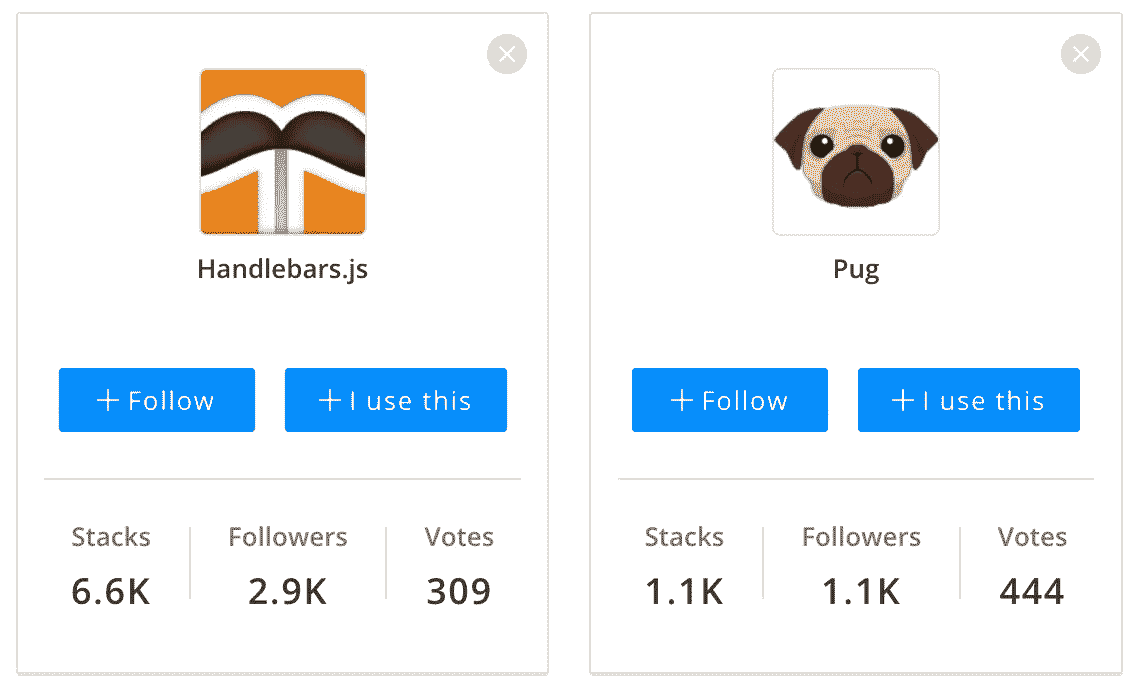 Handlebars.js
+ Follow
+ I use this
Stacks
Followers
Votes
6.6K
2.9K
309
Pug
+ Follow
+ I use this
Stacks
Followers
Votes
1.1K
1.1K
444